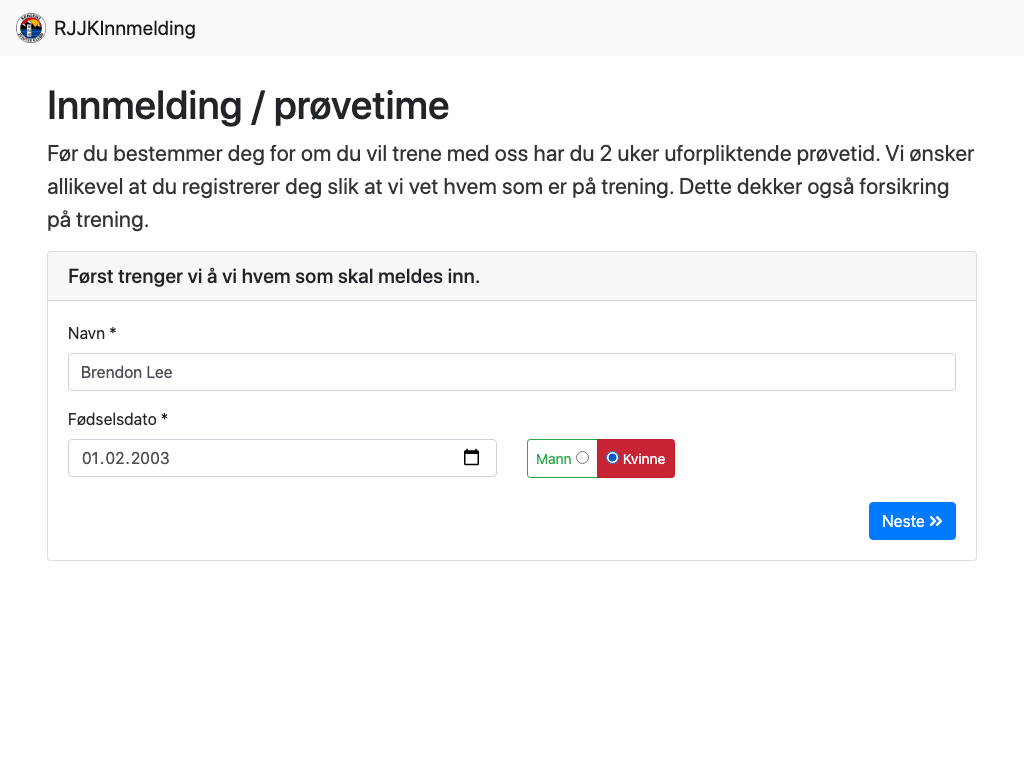 RJJKInnmelding
Innmelding / prøvetime
Før du bestemmer deg for om du vil trene med oss har du 2 uker uforpliktende prøvetid. Vi ønsker
allikevel at du registrerer deg slik at vi vet hvem som er på trening. Dette dekker også forsikring
på trening.
Først trenger vi å vi hvem som skal meldes inn.
Navn *
Brendon Lee
Fødselsdato *
01.02.2003
Mann Kvinne
Neste »